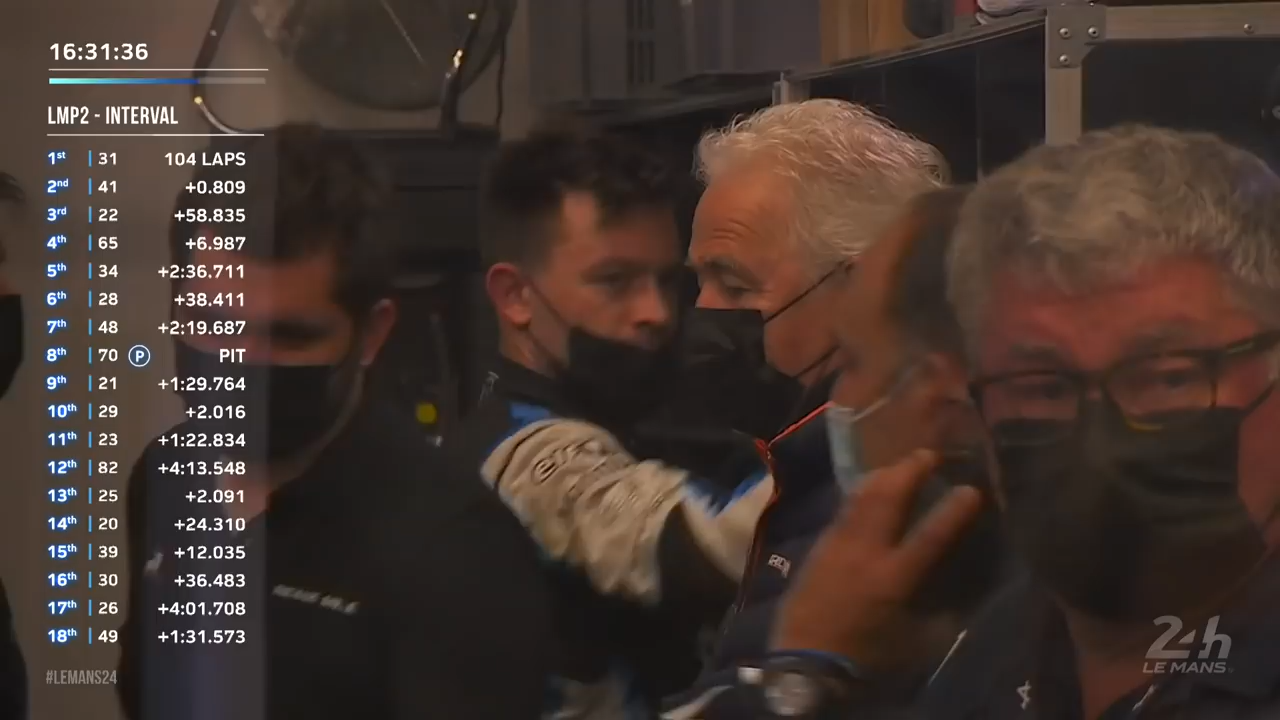 16:31:36
LMP2 - INTERVAL
1st | 31 104 LAPS
2nd | 41 +0.809
3rd | 22 +58.835
4th | 65 +6.987
5th | 34 +2:36.711
6th | 28 +38.411
7th | 48 +2:19.687
8th | 70 P PIT
9th | 21 +1:29.764
10th | 29 +2.016
11th | 23 +1:22.834
12th | 82 +4:13.548
13th | 25 +2.091
14th | 20 +24.310
15th | 39 +12.035
16th | 30 +36.483
17th | 26 +4:01.708
18th | 49 +1:31.573
#LEMANS24
24h
LE MANS